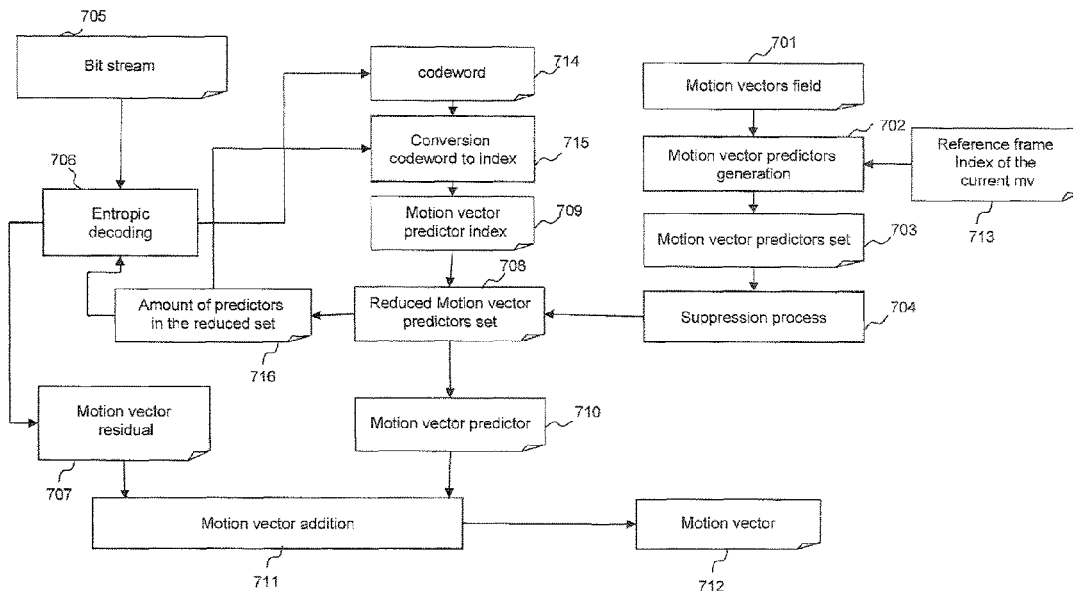 705
Bit stream
706
Entropic
decoding
codeword
714
Conversion
codeword to index
715
Motion vector
predictor index
709
701
Motion vectors field
702
Motion vector predictors
generation
Reference frame
Index of the
current mv
713
Motion vector predictors set
703
Suppression process
704
708
Reduced Motion vector
predictors set
Amount of predictors
in the reduced set
716
Motion vector
residual
707
Motion vector predictor
710
Motion vector addition
711
Motion vector
712